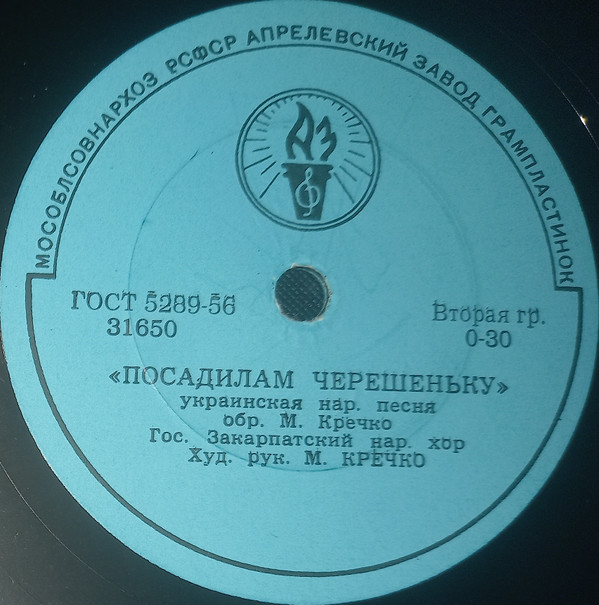 МОСОБЛСОВНАРХОЗ РСФСР АПРЕЛЕВСКИЙ ЗАВОД ГРАМПЛАСТИНОК
АЗ
ГОСТ 5289-56
31650
Вторая гр.
0-30
«ПОСАДИЛАМ ЧЕРЕШЕНЬКУ»
украинская нар. песня
обр. М. Кречко
Гос. Закарпатский нар. хор
Худ. рук. М. КРЕЧКО